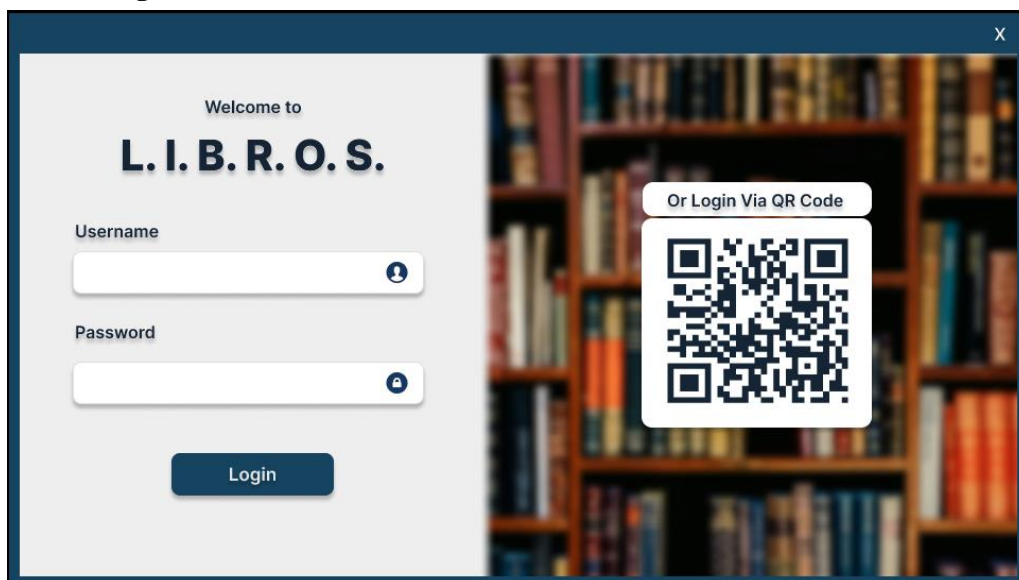 X
Welcome to
L. I. B. R. O. S.
Username
Password
Login
Or Login Via QR Code